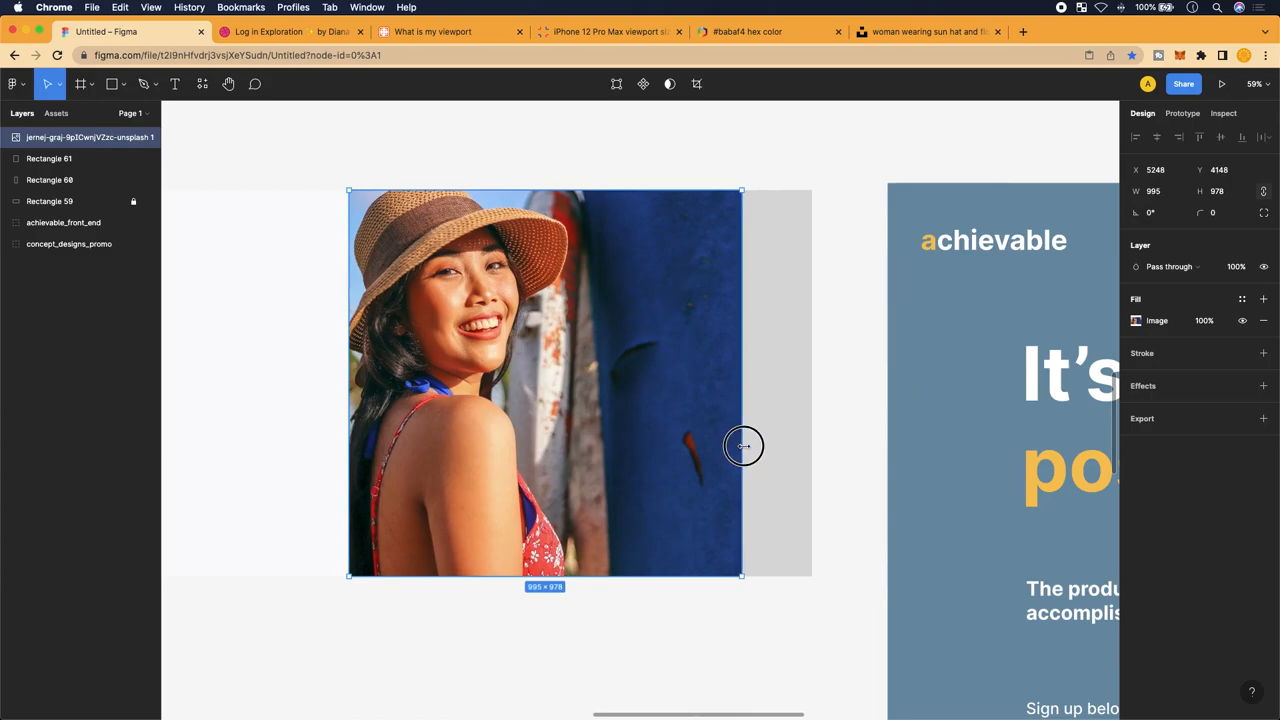 Chrome File Edit View History Bookmarks Profiles Tab Window Help 100%
Untitled – Figma
Log in Exploration ✨ by Diana
What is my viewport
iPhone 12 Pro Max viewport si
#babaf4 hex color
woman wearing sun hat and fl
figma.com/file/t2I9nHfvdrj3vsjXeYSudn/Untitled?node-id=0%3A1
A Share 59%
Layers Assets Page 1
Design Prototype Inspect
jernej-graj-9pICwnjVZzc-unsplash 1
Rectangle 61
Rectangle 60
Rectangle 59
achievable_front_end
concept_designs_promo
X 5248 Y 4148
W 995 H 978
0° 0
Layer
Pass through 100%
Fill
Image 100%
Stroke
Effects
Export
995 × 978
achievable
It's
po
The produ
accomplis
Sign up belo
?